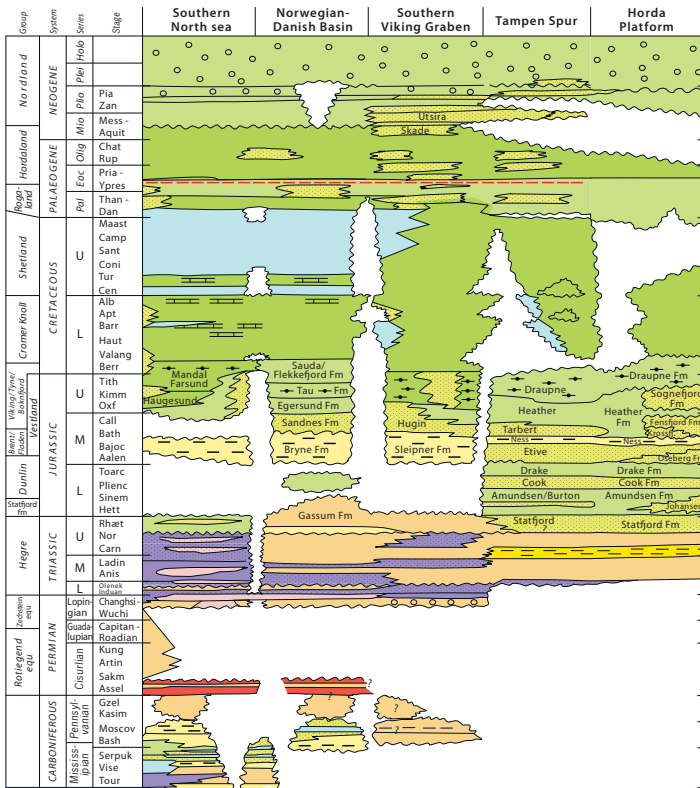 Group
System
Series
Stage
Southern
North sea
Norwegian-
Danish Basin
Southern
Viking Graben
Tampen Spur
Horda
Platform
Nordland
Hordaland
Roga-
land
Shetland
Cromer Knoll
Viking/Tyne/
Boknfjord
Vestland
Brent/
Fladen
Dunlin
Statfjord
fm
Hegre
Zechstein
equ
Rotliegend
equ
NEOGENE
PALAEOGENE
CRETACEOUS
JURASSIC
TRIASSIC
PERMIAN
CARBONIFEROUS
Holo
Plei
Plio
Mio
Olig
Eoc
Pal
U
L
U
M
L
U
M
L
Lopin-
gian
Guada-
lupian
Cisurlian
Pennsyl-
vanian
Mississ-
ipian
Pia
Zan
Mess -
Aquit
Chat
Rup
Pria -
Ypres
Than -
Dan
Maast
Camp
Sant
Coni
Tur
Cen
Alb
Apt
Barr
Haut
Valang
Berr
Tith
Kimm
Oxf
Call
Bath
Bajoc
Aalen
Toarc
Plienc
Sinem
Hett
Rhæt
Nor
Carn
Ladin
Anis
Olenek
Induan
Changhsi -
Wuchi
Capitan -
Roadian
Kung
Artin
Sakm
Assel
Gzel
Kasim
Moscov
Bash
Serpuk
Vise
Tour
Utsira
Skade
Mandal
Farsund
Haugesund
Sauda/
Flekkefjord Fm
Tau Fm
Egersund Fm
Sandnes Fm
Bryne Fm
Hugin
Sleipner Fm
Gassum Fm
Draupne
Heather
Tarbert
Ness
Etive
Drake
Cook
Amundsen/Burton
Statfjord
?
Draupne Fm
Sognefjord
Fm
Heather
Fm
Fensfjord Fm
Krossfj
Ness
Oseberg Fm
Drake Fm
Cook Fm
Amundsen Fm
Johansen
Statfjord Fm
?
?
?
?